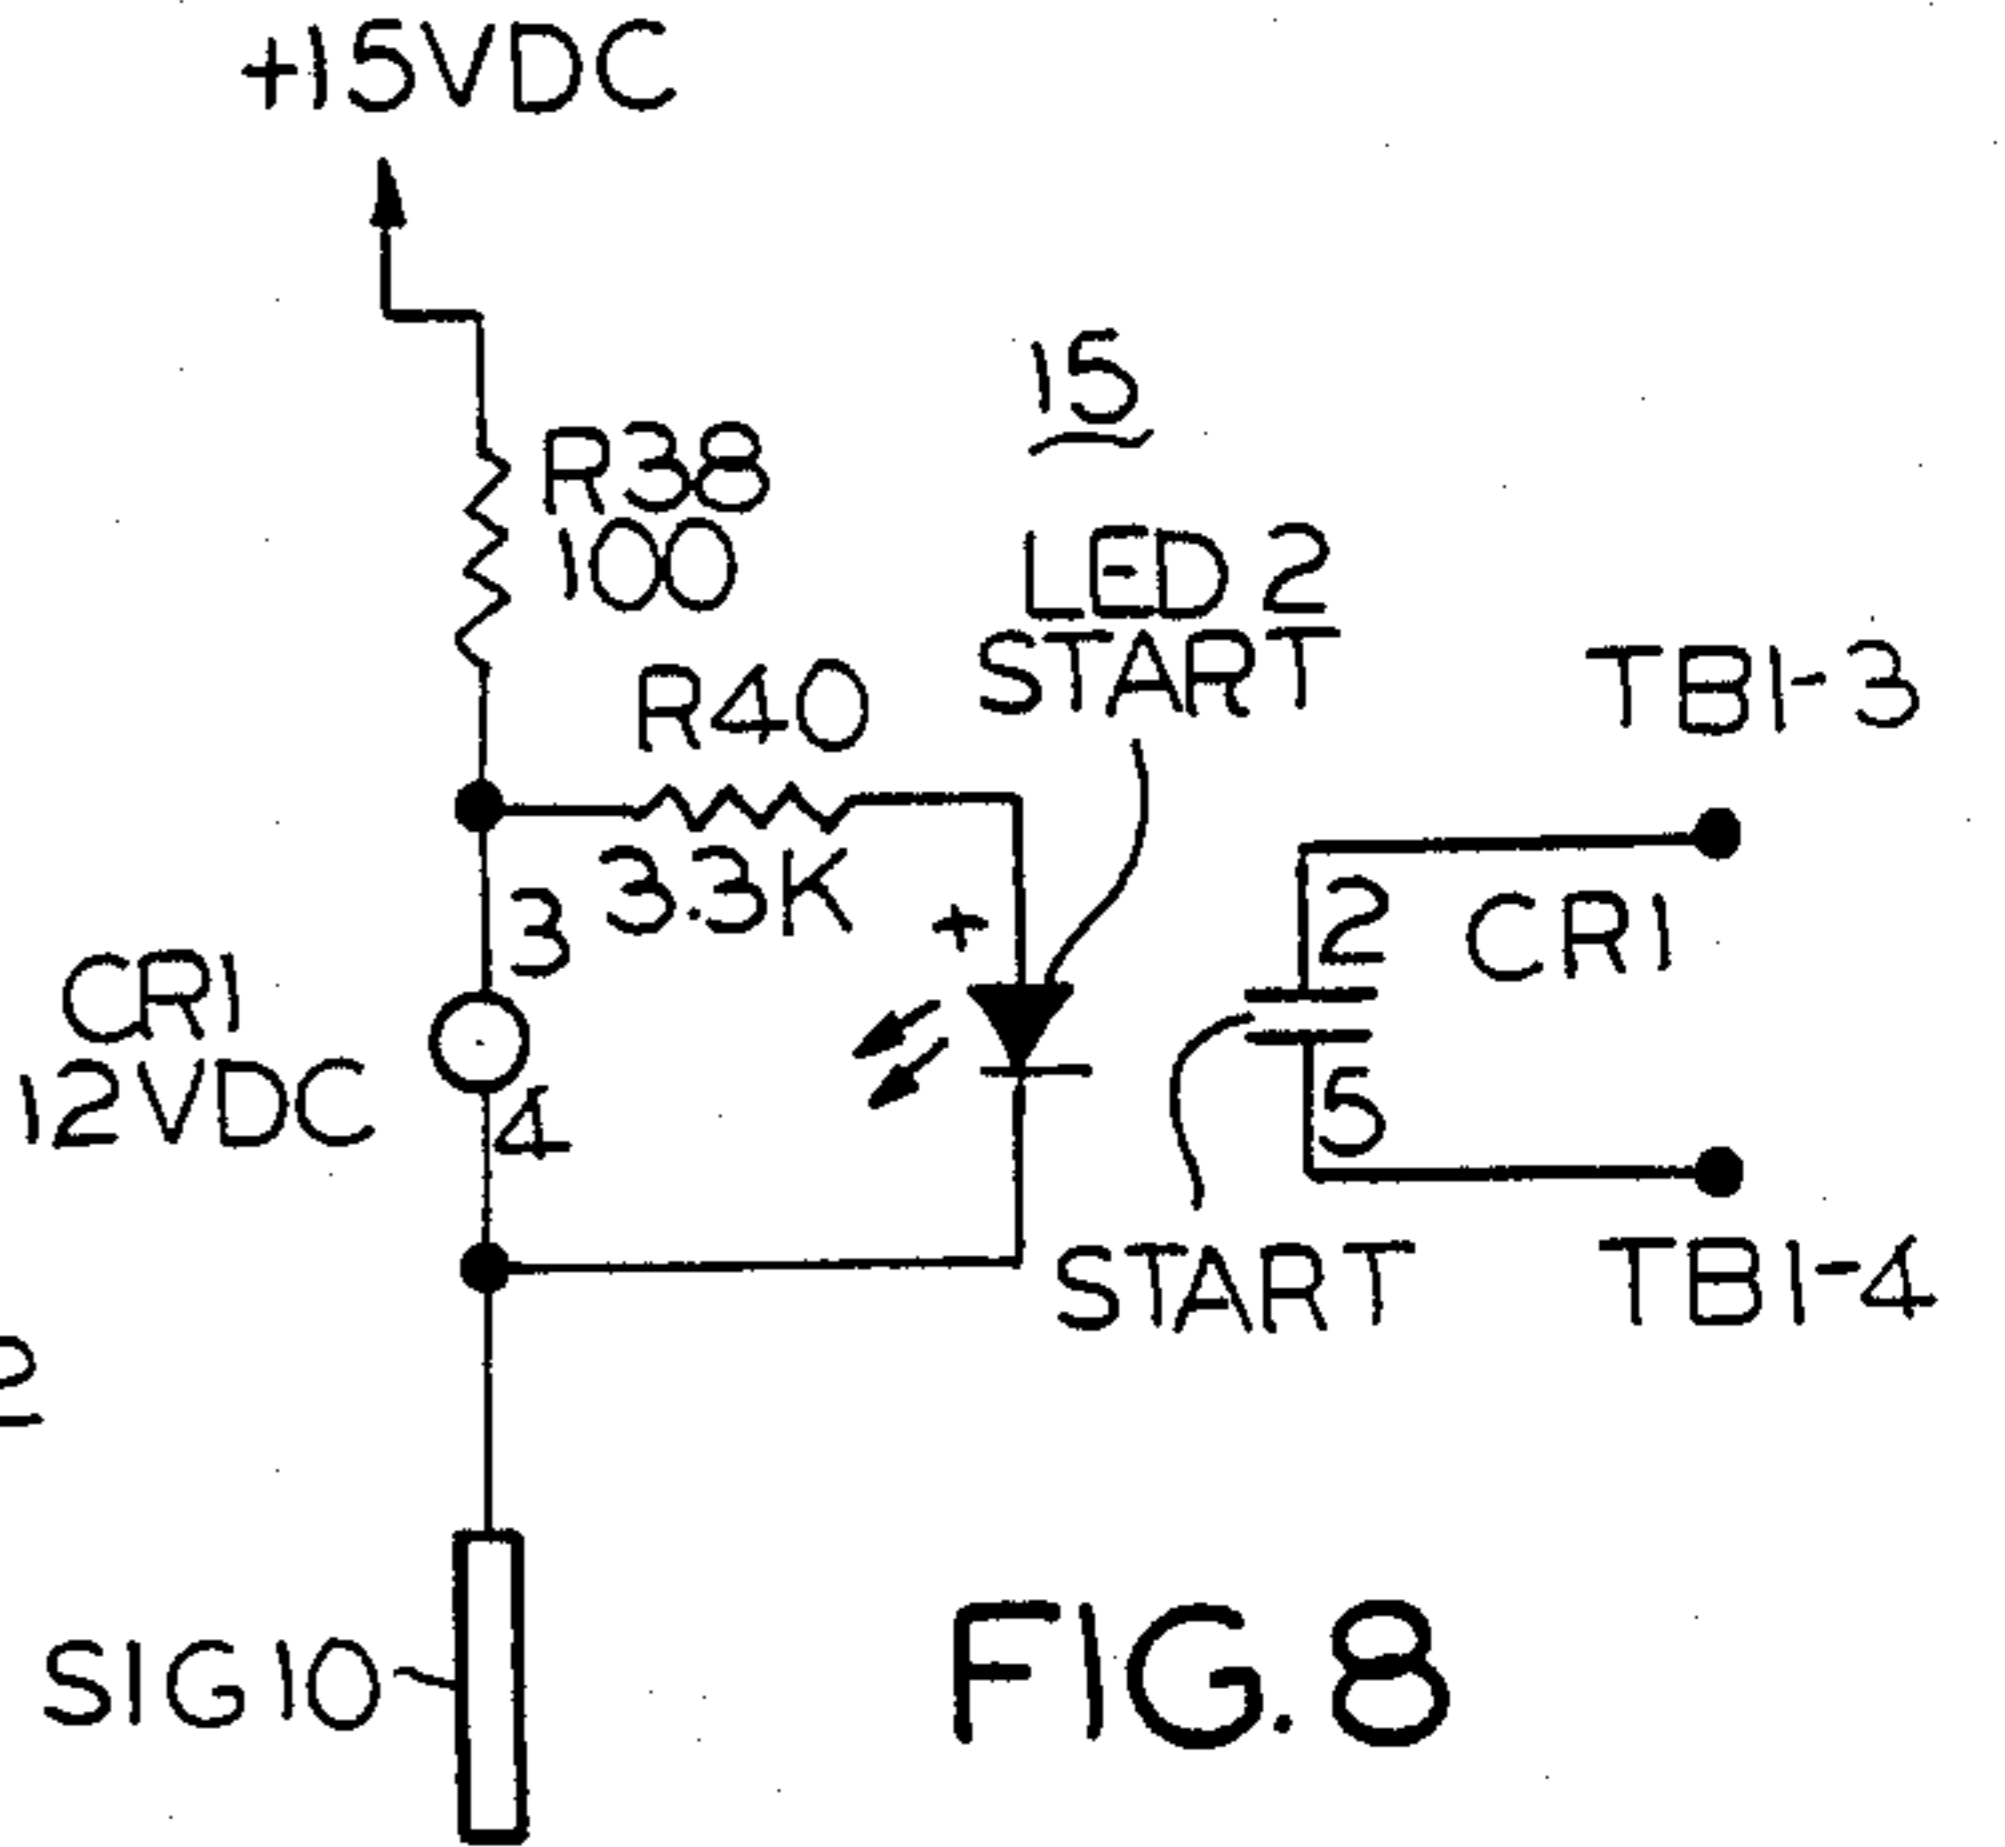 +15VDC
15
R38
100
LED 2
START
R40
3.3K
TB1-3
+
3
CR1
12VDC
4
2
CR1
5
START
TB1-4
SIG10
FIG. 8